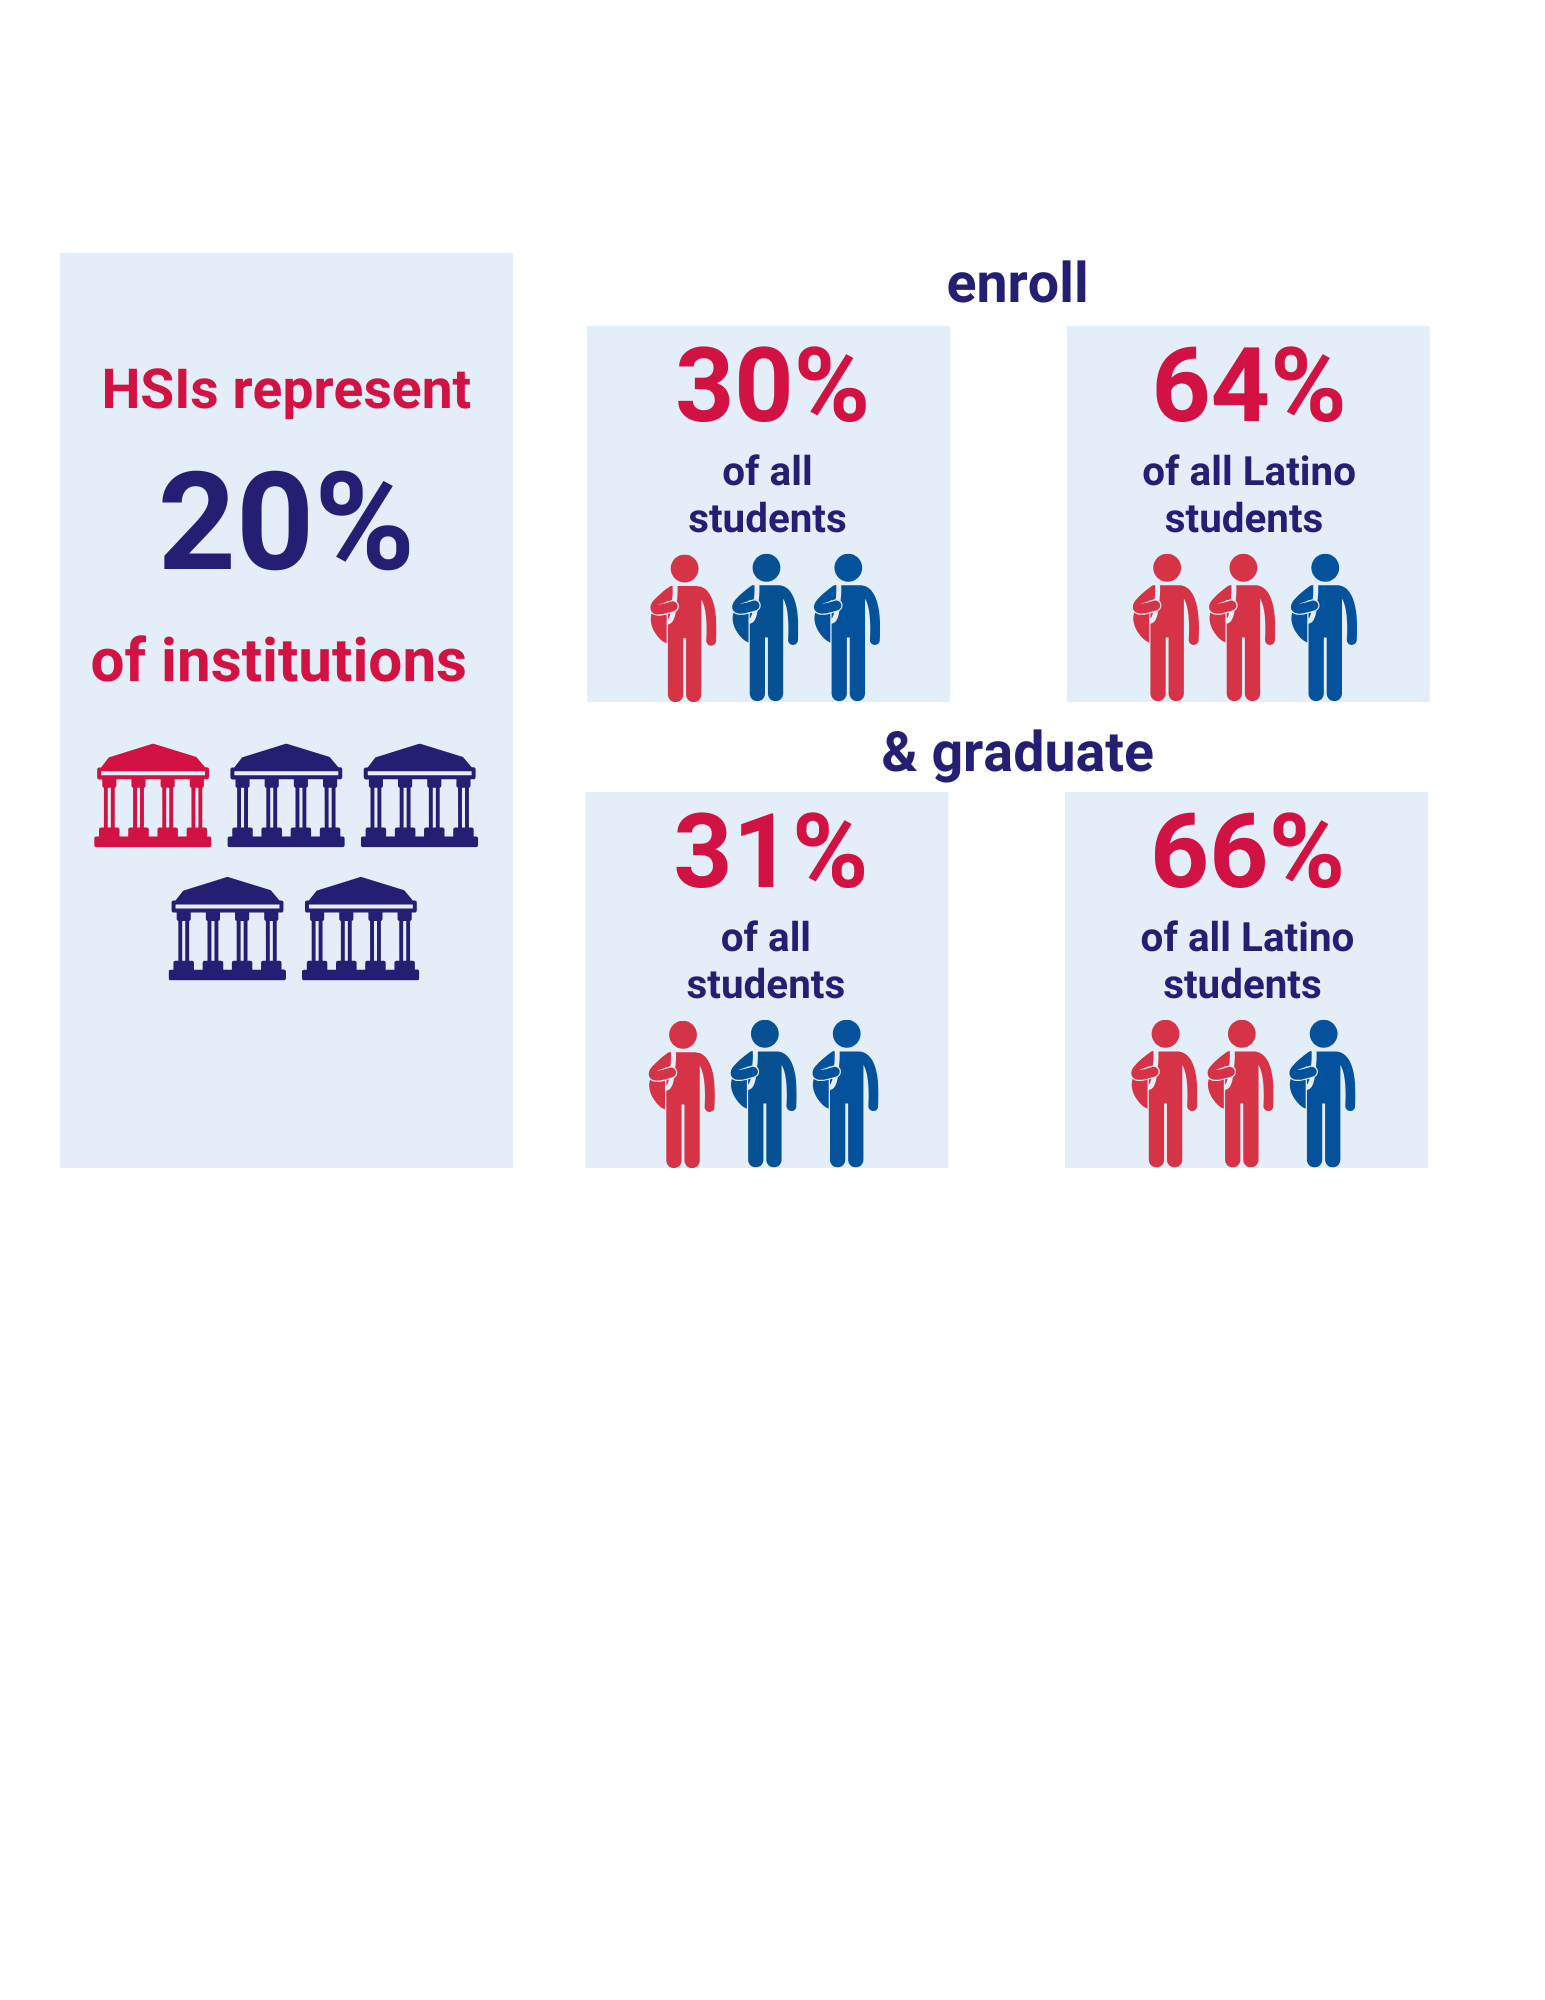 HSIs represent
20%
of institutions
enroll
30%
of all
students
64%
of all Latino
students
& graduate
31%
of all
students
66%
of all Latino
students